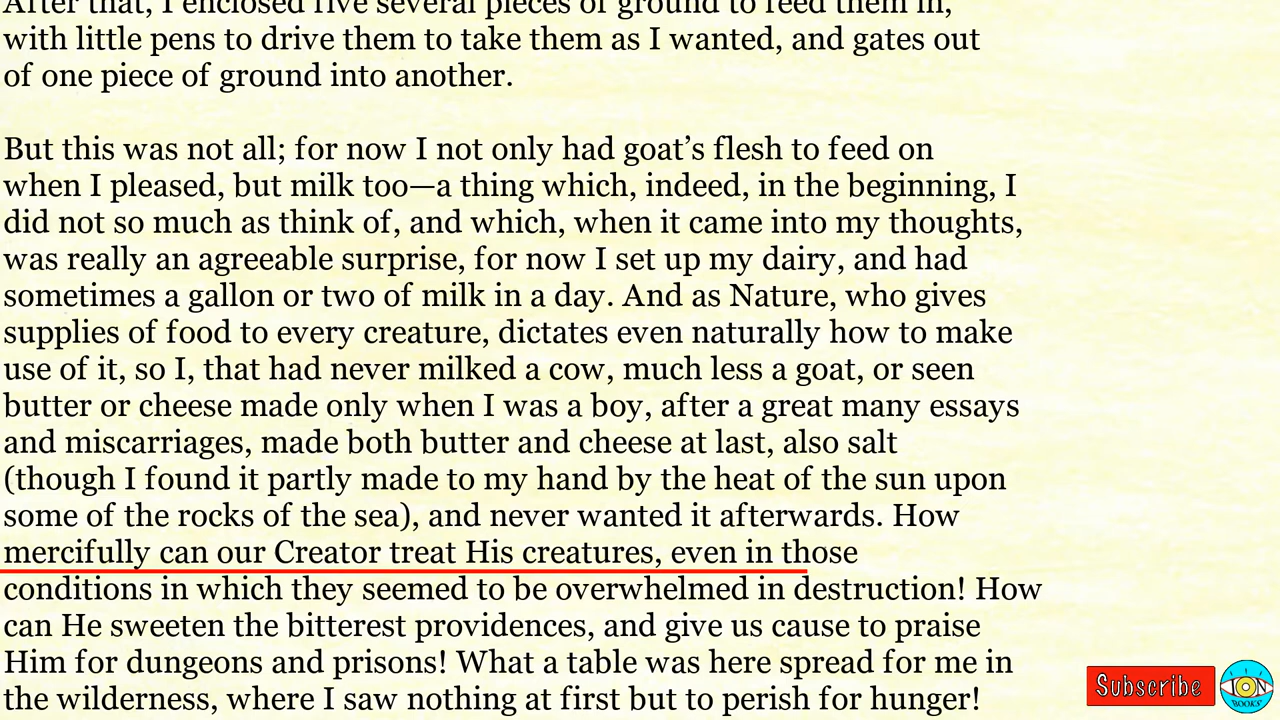 After that, I enclosed five several pieces of ground to feed them in,
with little pens to drive them to take them as I wanted, and gates out
of one piece of ground into another.
But this was not all; for now I not only had goat’s flesh to feed on
when I pleased, but milk too—a thing which, indeed, in the beginning, I
did not so much as think of, and which, when it came into my thoughts,
was really an agreeable surprise, for now I set up my dairy, and had
sometimes a gallon or two of milk in a day. And as Nature, who gives
supplies of food to every creature, dictates even naturally how to make
use of it, so I, that had never milked a cow, much less a goat, or seen
butter or cheese made only when I was a boy, after a great many essays
and miscarriages, made both butter and cheese at last, also salt
(though I found it partly made to my hand by the heat of the sun upon
some of the rocks of the sea), and never wanted it afterwards. How
mercifully can our Creator treat His creatures, even in those
conditions in which they seemed to be overwhelmed in destruction! How
can He sweeten the bitterest providences, and give us cause to praise
Him for dungeons and prisons! What a table was here spread for me in
the wilderness, where I saw nothing at first but to perish for hunger!
Subscribe
ION
BOOKS